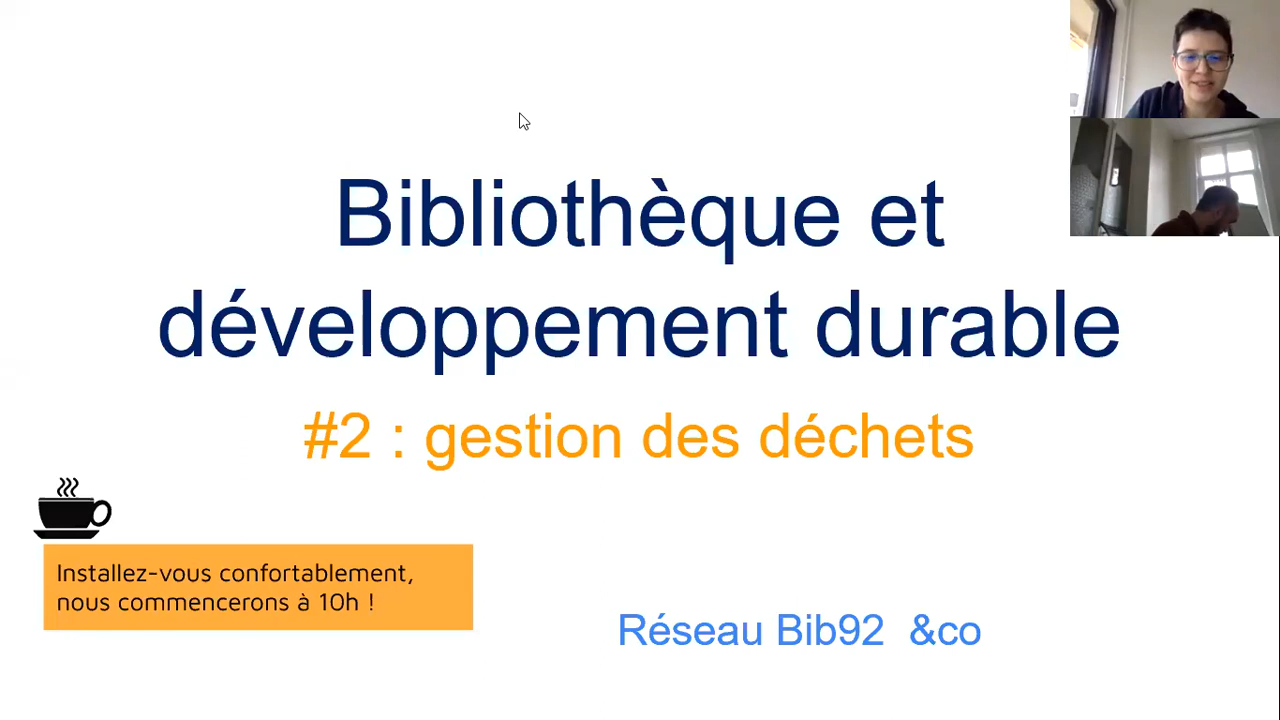 Bibliothèque et
développement durable
#2 : gestion des déchets
Installez-vous confortablement,
nous commencerons à 10h !
Réseau Bib92 &co